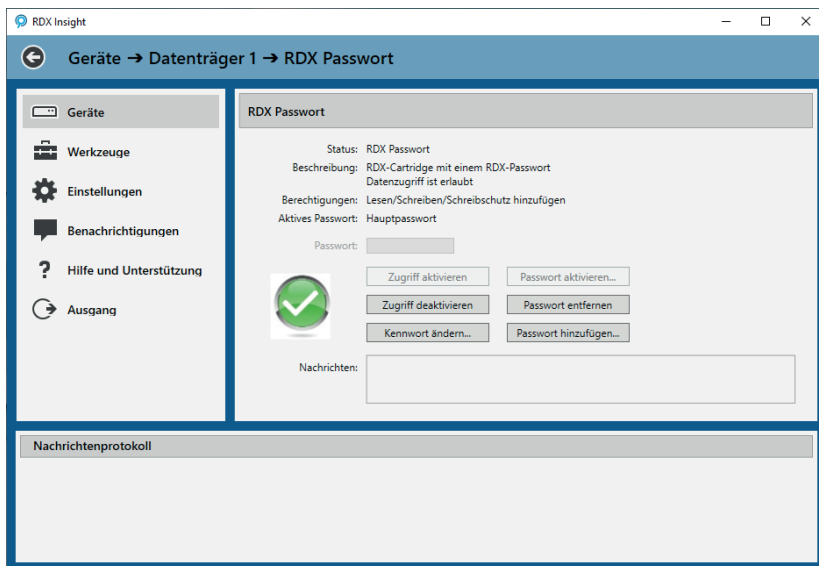 RDX Insight
Geräte → Datenträger 1 → RDX Passwort
Geräte
Werkzeuge
Einstellungen
Benachrichtigungen
? Hilfe und Unterstützung
Ausgang
RDX Passwort
Status: RDX Passwort
Beschreibung: RDX-Cartridge mit einem RDX-Passwort
Datenzugriff ist erlaubt
Berechtigungen: Lesen/Schreiben/Schreibschutz hinzufügen
Aktives Passwort: Hauptpasswort
Passwort:
Zugriff aktivieren Passwort aktivieren...
Zugriff deaktivieren Passwort entfernen
Kennwort ändern... Passwort hinzufügen...
Nachrichten:
Nachrichtenprotokoll